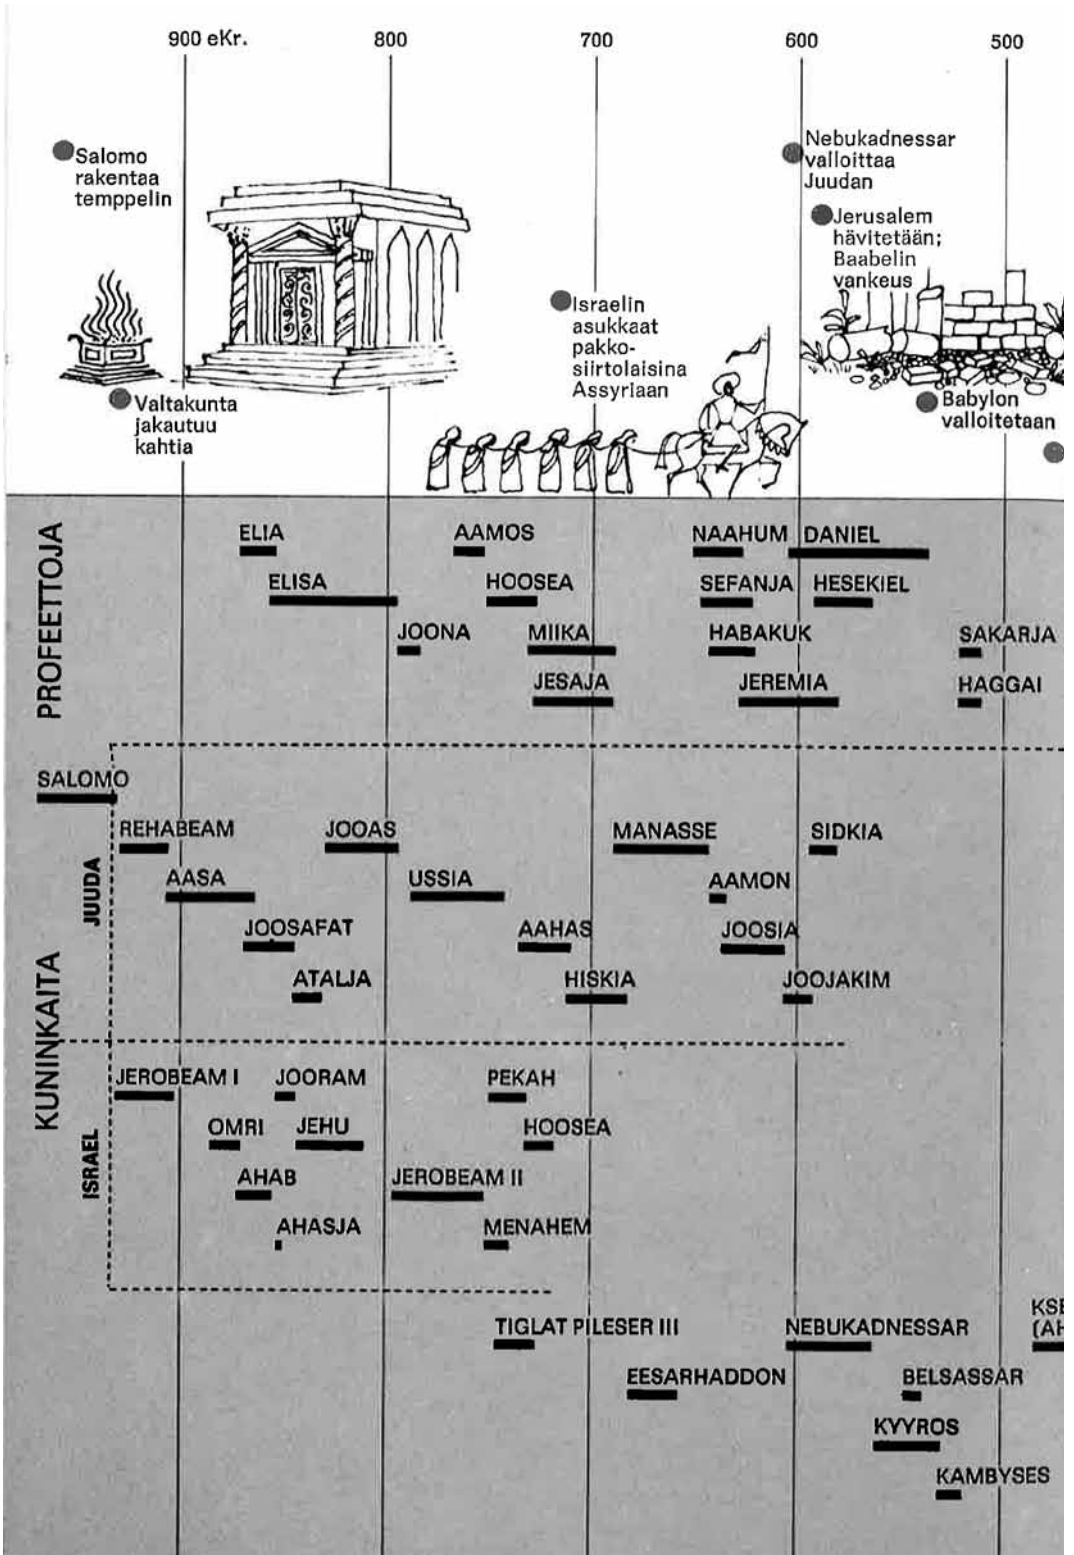 900 eKr. 800 700 600 500
Salomo
rakentaa
temppelin
Nebukadnessar
valloittaa
Juudan
Jerusalem
hävitetään;
Baabelin
vankeus
Israelin
asukkaat
pakko-
siirtolaisina
Assyriaan
Valtakunta
jakautuu
kahtia
Babylon
valloitetaan
PROFEETTOJA
ELIA AAMOS NAAHUM DANIEL
ELISA HOOSEA SEFANJA HESEKIEL
JOONA MIIKA HABAKUK SAKARJA
JESAJA JEREMIA HAGGAI
KUNINKAITA
SALOMO
JUUDA
REHABEAM JOOAS MANASSE SIDKIA
AASA USSIA AAMON
JOOSAFAT AAHAS JOOSIA
ATALJA HISKIA JOOJAKIM
ISRAEL
JEROBEAM I JOORAM PEKAH
OMRI JEHU HOOSEA
AHAB JEROBEAM II
AHASJA MENAHEM
KSE
TIGLAT PILESER III NEBUKADNESSAR (AH
EESARHADDON BELSASSAR
KYYROS
KAMBYSES